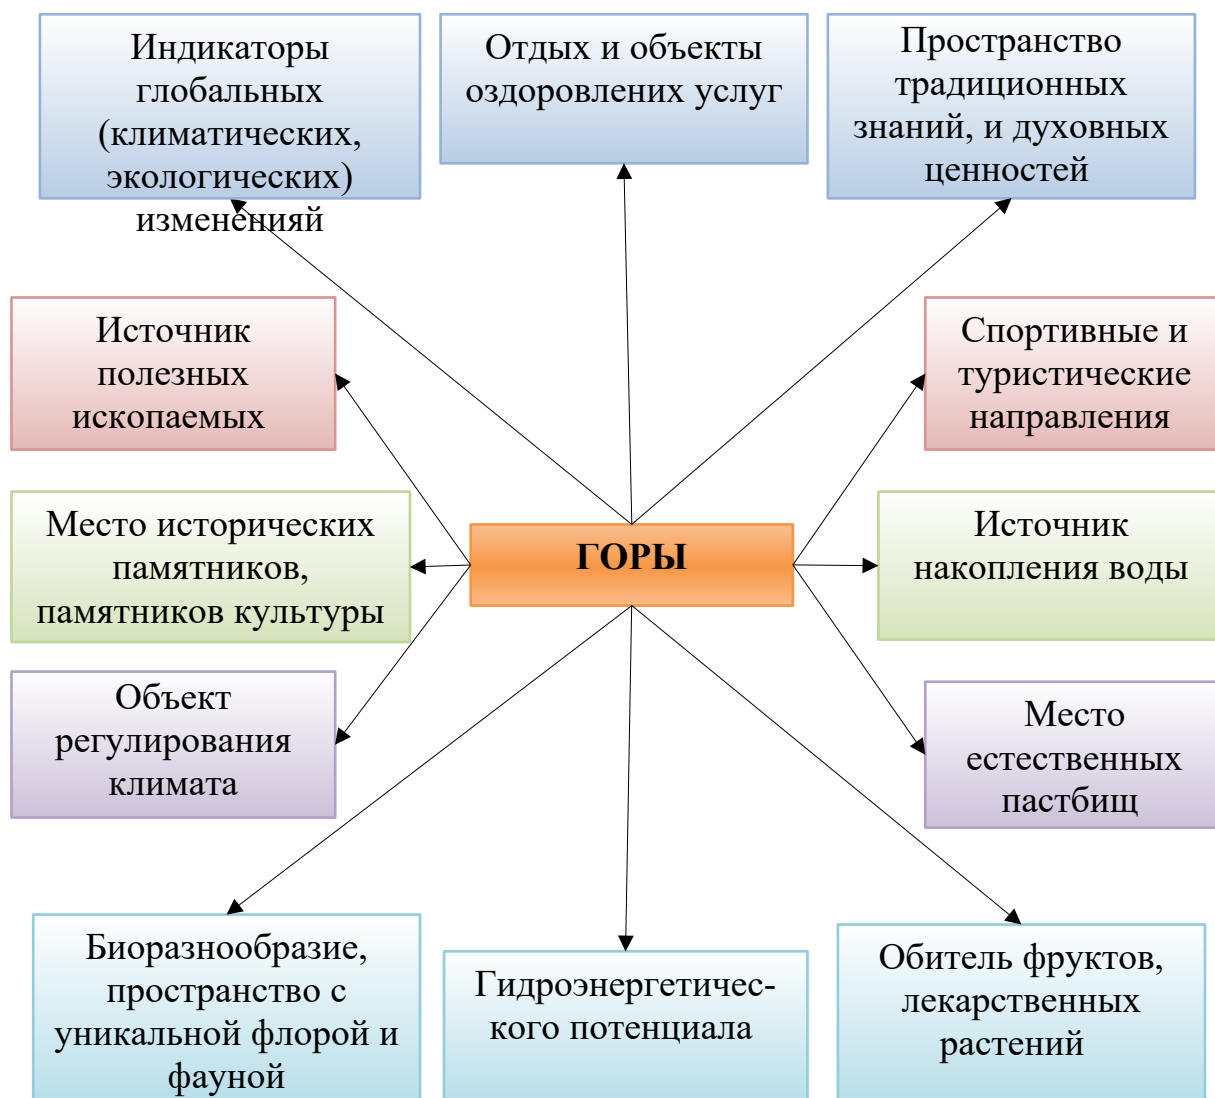 Индикаторы
глобальных
(климатических,
экологических)
измененияй
Отдых и объекты
оздоровлених услуг
Пространство
традиционных
знаний, и духовных
ценностей
Источник
полезных
ископаемых
Спортивные и
туристические
направления
Место исторических
памятников,
памятников культуры
ГОРЫ
Источник
накопления воды
Объект
регулирования
климата
Место
естественных
пастбищ
Биоразнообразие,
пространство с
уникальной флорой и
фауной
Гидроэнергетичес-
кого потенциала
Обитель фруктов,
лекарственных
растений